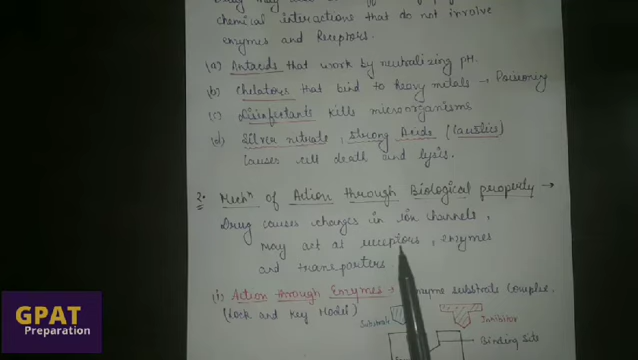 chemical interactions that do not involve
enzymes and Receptors.
(a) Antacids that work by neutralizing pH.
(b) Chelators that bind to heavy metals → Poisoning
(c) Disinfectants kills microorganisms
(d) Silver nitrate, Strong Acids (caustics)
causes cell death and lysis.
2. Mechⁿ of Action through Biological property →
Drug causes changes in ion channels,
may act as receptors, enzymes
and transporters
(i) Action through Enzymes → Enzyme substrate complex.
(Lock and Key Model)
Substrate
Inhibitor
Binding Site
GPAT
Preparation